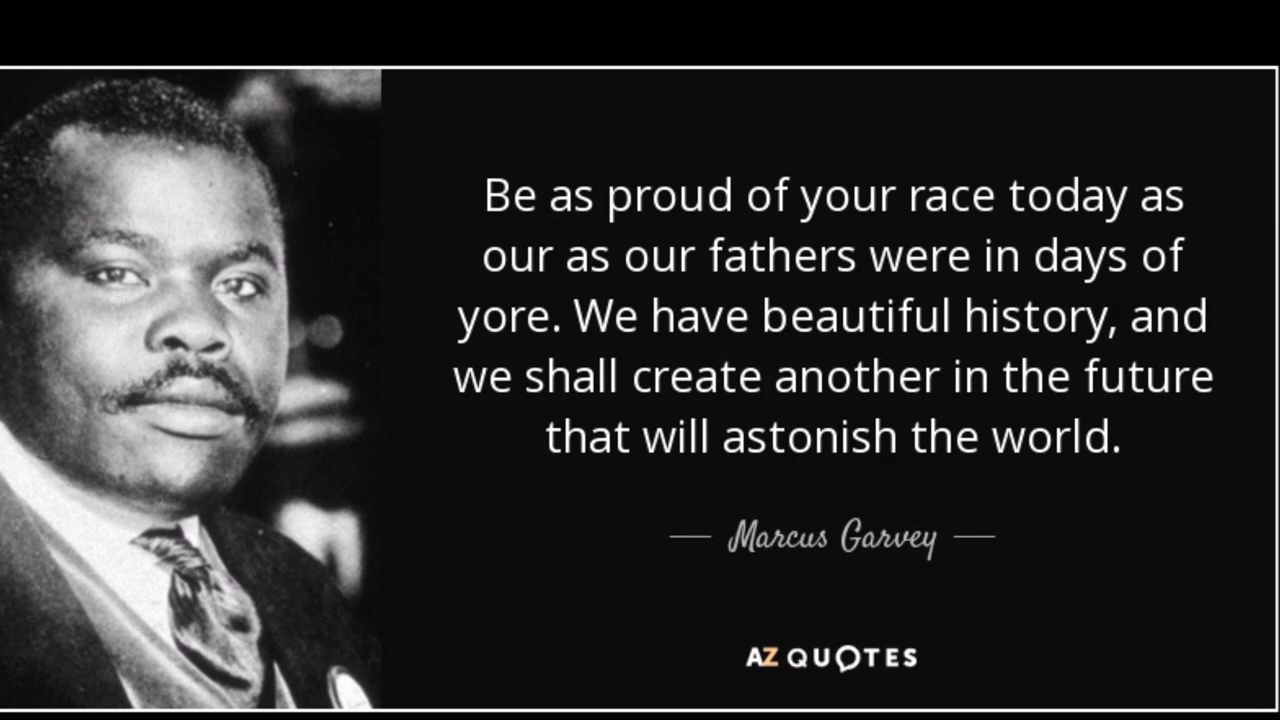 Be as proud of your race today as
our as our fathers were in days of
yore. We have beautiful history, and
we shall create another in the future
that will astonish the world.
Marcus Garvey
AZ QUOTES